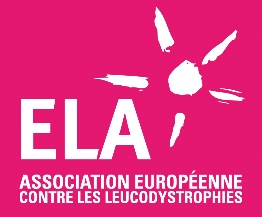 ELA
ASSOCIATION EUROPÉENNE
CONTRE LES LEUCODYSTROPHIES